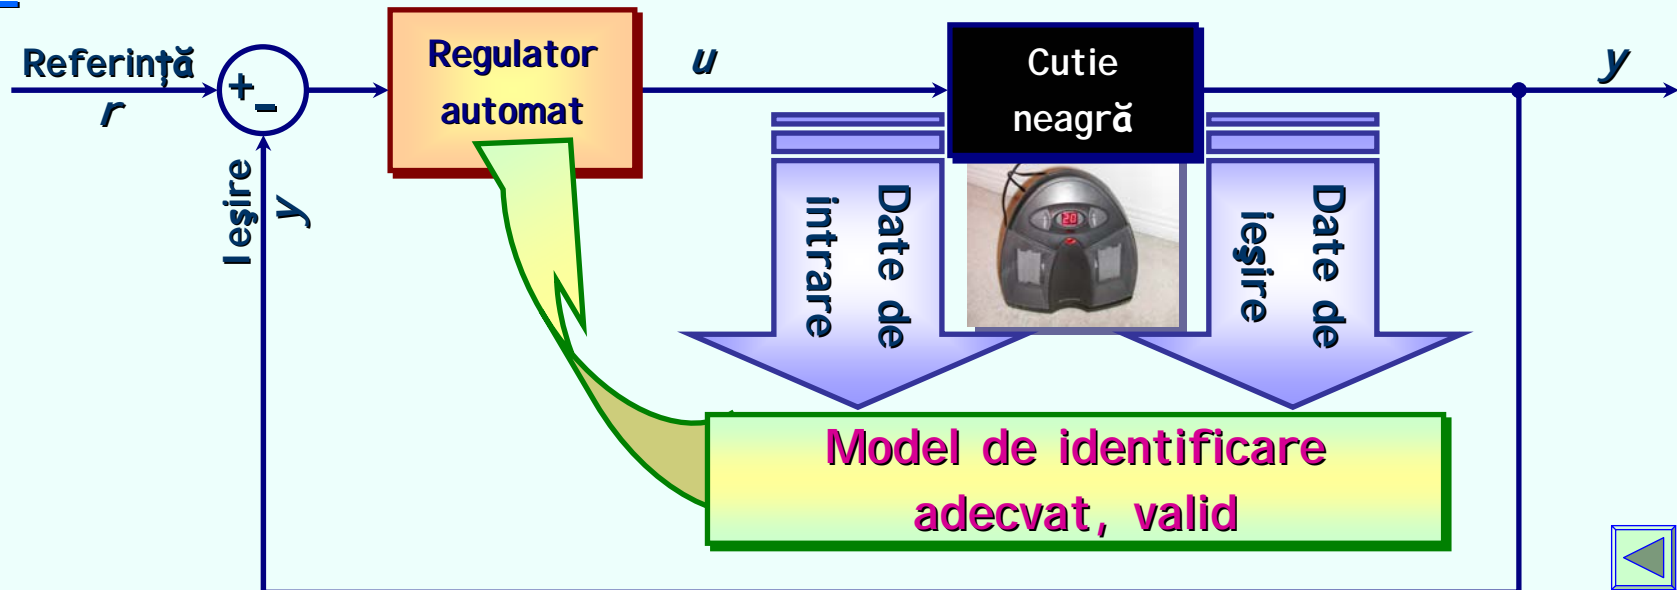 Referință
r
+
-
Regulator
automat
u
Cutie
neagră
y
Ieșire
y
Date de
intrare
20
Date de
ieșire
Model de identificare
adecvat, valid